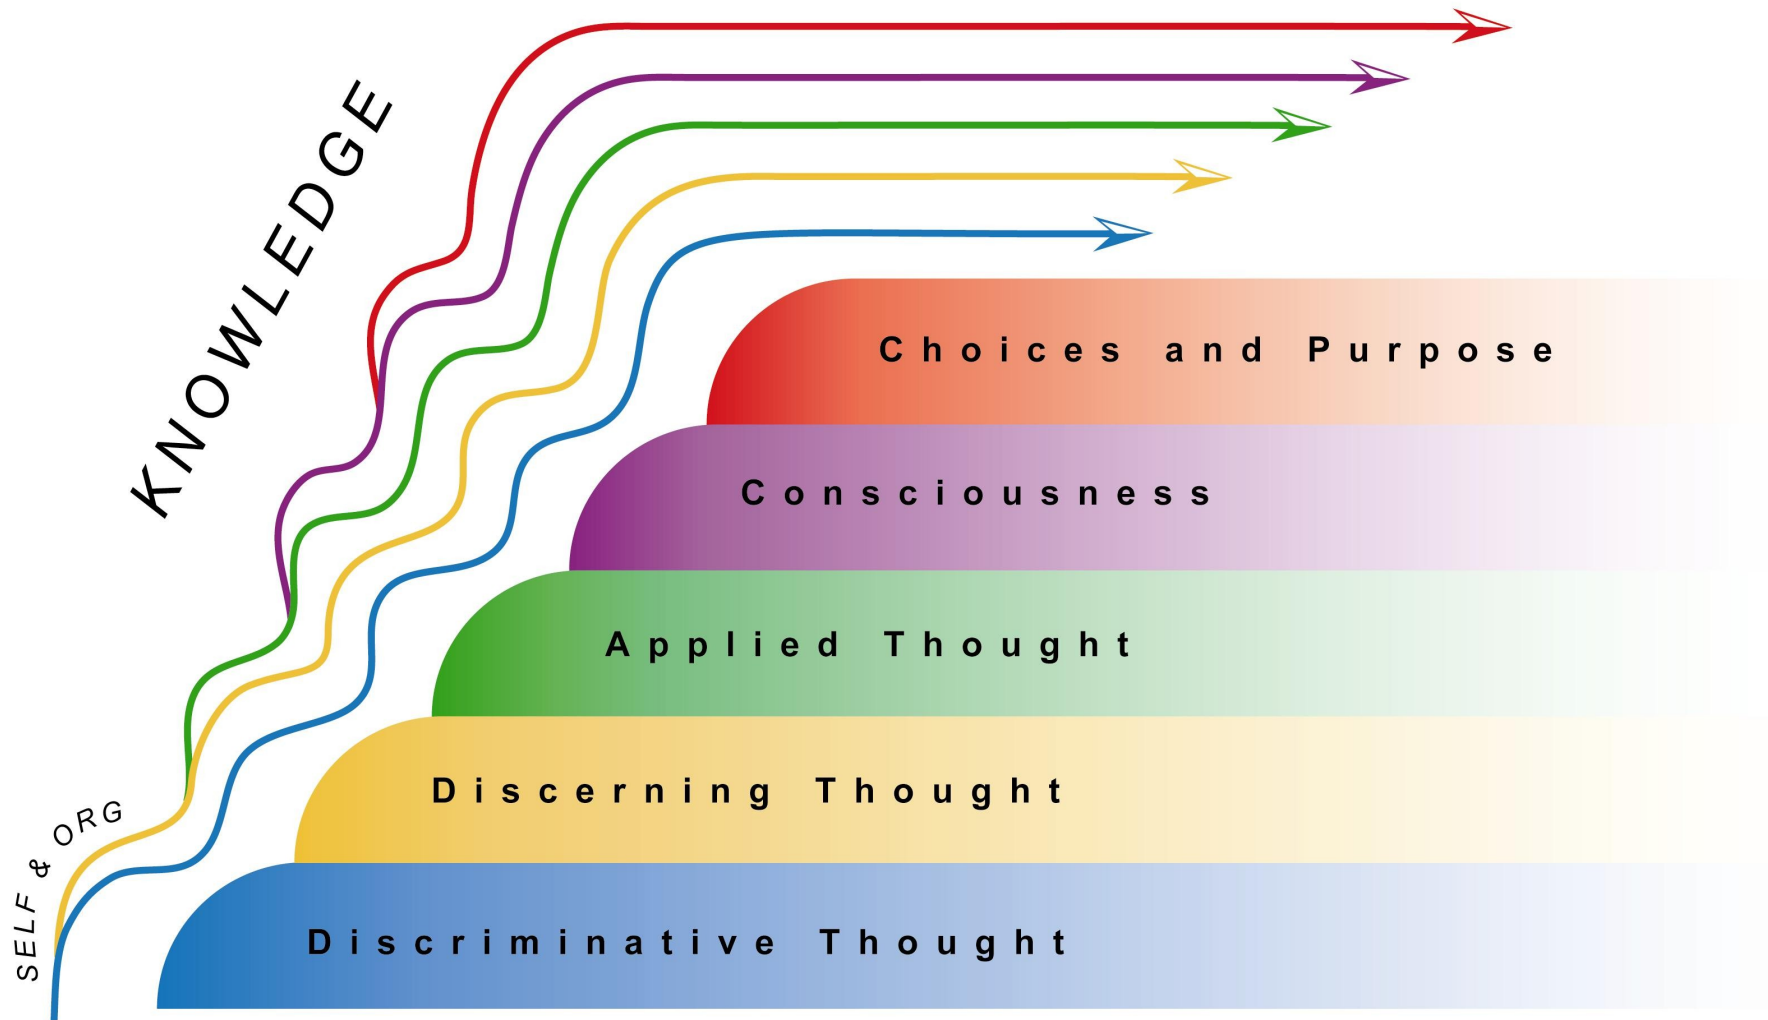 KNOWLEDGE
Choices and Purpose
Consciousness
Applied Thought
Discerning Thought
SELF & ORG
Discriminative Thought